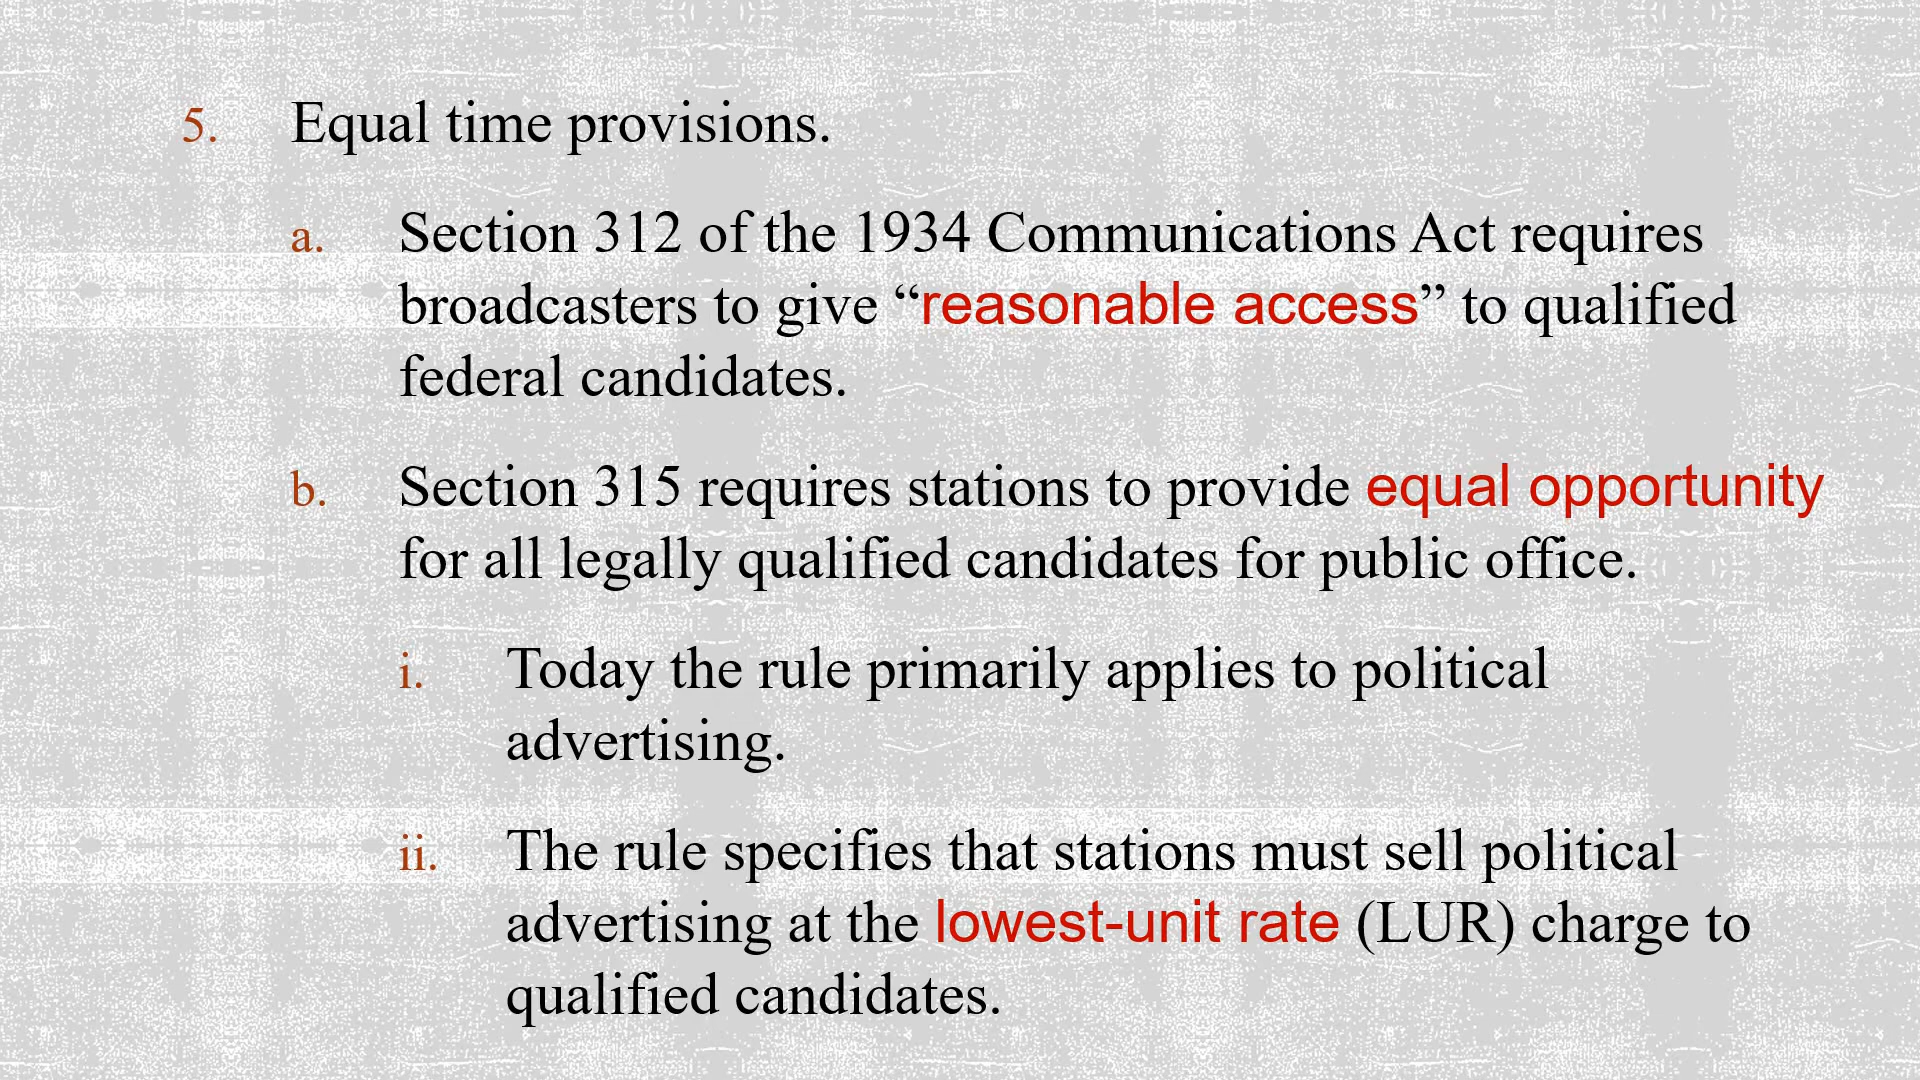 5. Equal time provisions.
a. Section 312 of the 1934 Communications Act requires
broadcasters to give “reasonable access” to qualified
federal candidates.
b. Section 315 requires stations to provide equal opportunity
for all legally qualified candidates for public office.
i. Today the rule primarily applies to political
advertising.
ii. The rule specifies that stations must sell political
advertising at the lowest-unit rate (LUR) charge to
qualified candidates.